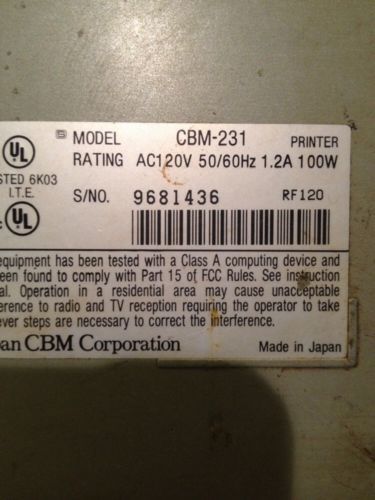 MODEL CBM-231 PRINTER
UL
RATING AC120V 50/60Hz 1.2A 100W
STED 6K03
I.T.E.
S/NO. 9681436 RF120
c UL
equipment has been tested with a Class A computing device and
een found to comply with Part 15 of FCC Rules. See instruction
al. Operation in a residential area may cause unacceptable
erence to radio and TV reception requiring the operator to take
ever steps are necessary to correct the interference.
an CBM Corporation Made in Japan